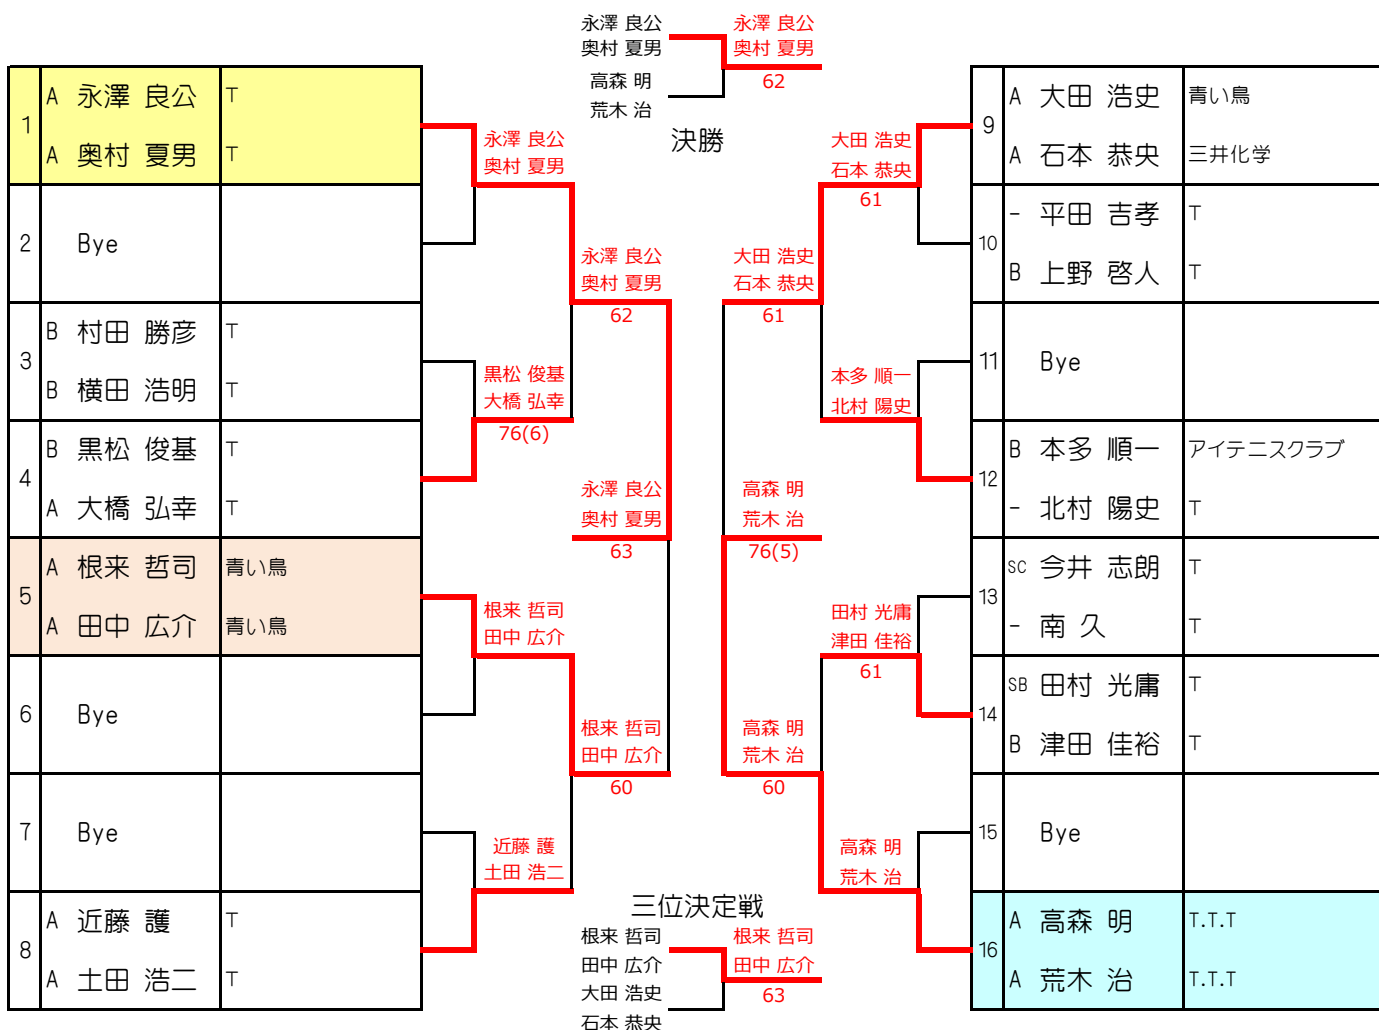 永澤 良公
奥村 夏男
高森 明
荒木 治
永澤 良公
奥村 夏男
62
決勝
1
A 永澤 良公 T
A 奥村 夏男 T
2 Bye
3
B 村田 勝彦 T
B 横田 浩明 T
4
B 黒松 俊基 T
A 大橋 弘幸 T
5
A 根来 哲司 青い鳥
A 田中 広介 青い鳥
6 Bye
7 Bye
8
A 近藤 護 T
A 土田 浩二 T
永澤 良公
奥村 夏男
黒松 俊基
大橋 弘幸
76(6)
根来 哲司
田中 広介
近藤 護
土田 浩二
永澤 良公
奥村 夏男
62
根来 哲司
田中 広介
60
永澤 良公
奥村 夏男
63
高森 明
荒木 治
76(5)
大田 浩史
石本 恭央
61
高森 明
荒木 治
60
大田 浩史
石本 恭央
61
本多 順一
北村 陽史
田村 光庸
津田 佳裕
61
高森 明
荒木 治
9
A 大田 浩史 青い鳥
A 石本 恭央 三井化学
10
- 平田 吉孝 T
B 上野 啓人 T
11 Bye
12
B 本多 順一 アイテニスクラブ
- 北村 陽史 T
13
SC 今井 志朗 T
- 南 久 T
14
SB 田村 光庸 T
B 津田 佳裕 T
15 Bye
16
A 高森 明 T.T.T
A 荒木 治 T.T.T
三位決定戦
根来 哲司
田中 広介
大田 浩史
石本 恭央
根来 哲司
田中 広介
63